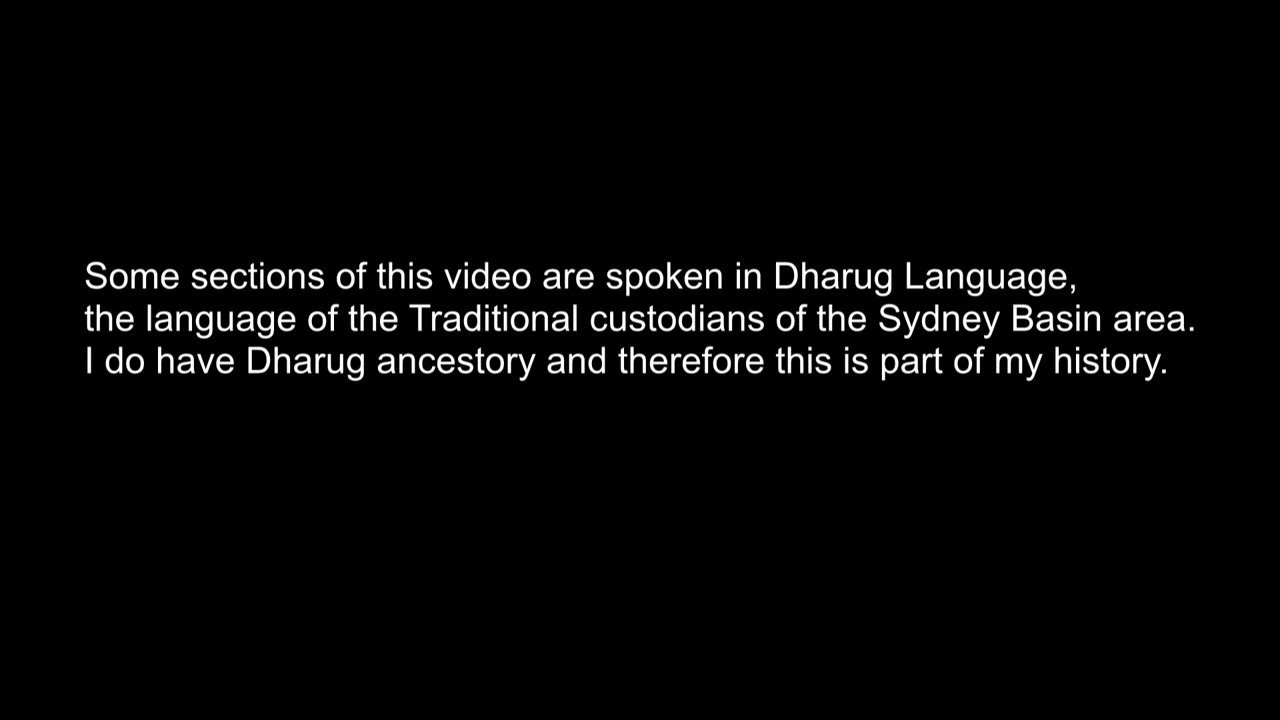 Some sections of this video are spoken in Dharug Language,
the language of the Traditional custodians of the Sydney Basin area.
I do have Dharug ancestory and therefore this is part of my history.